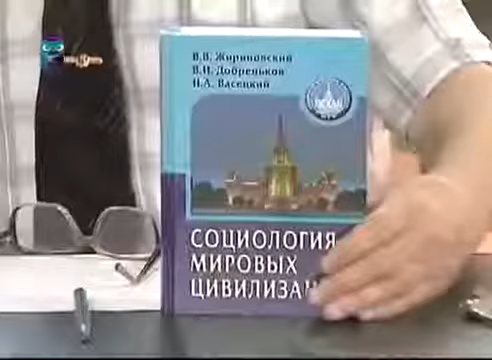 В.В. Жириновский
В.И. Добреньков
Н.А. Васецкий
СОЦИОЛОГИЯ
МИРОВЫХ